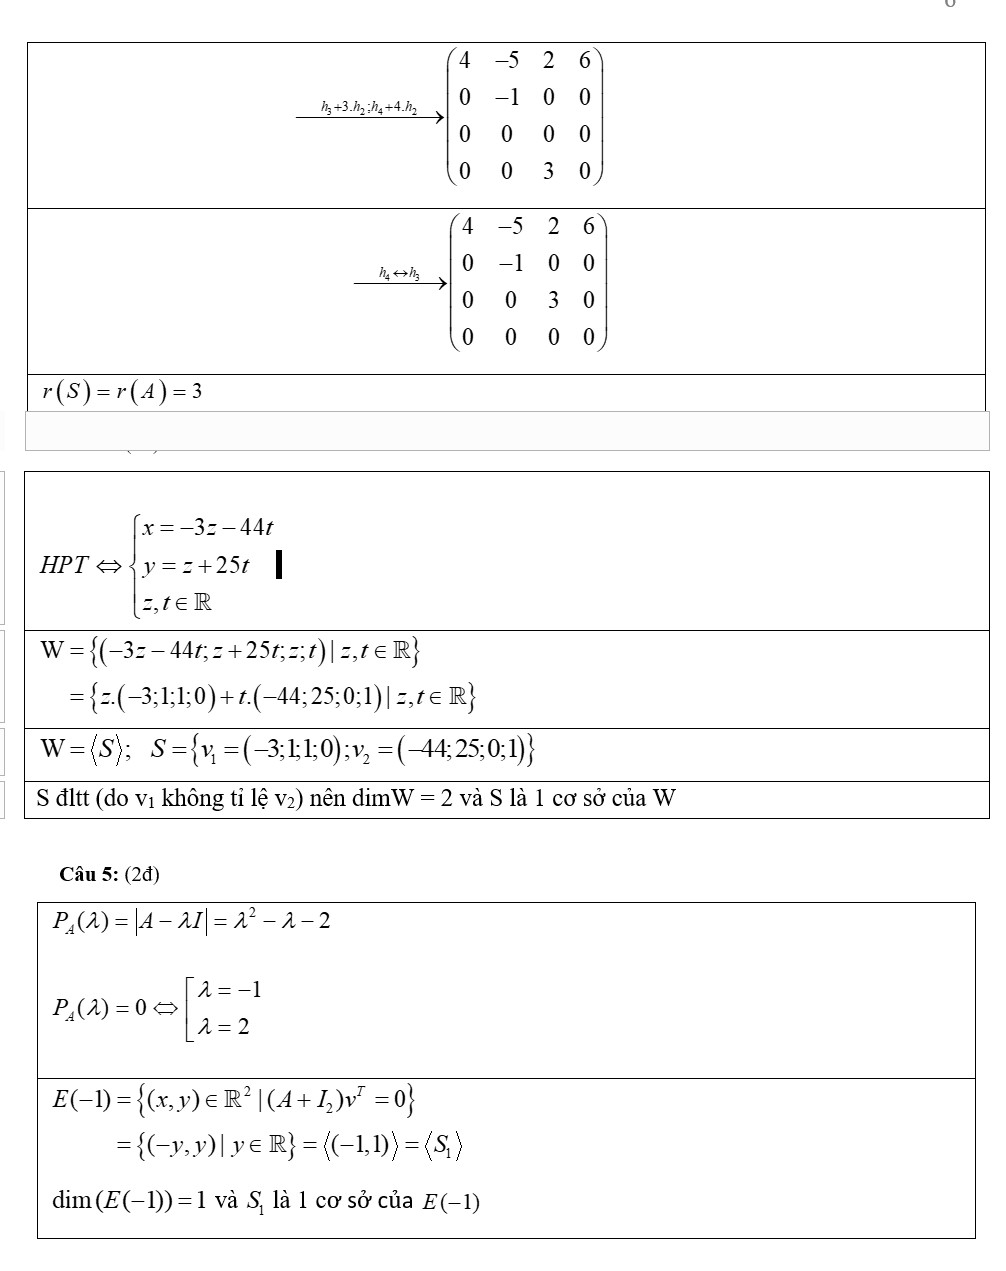 h₃+3.h₂;h₄+4.h₂ → (4 −5 2 6
0 −1 0 0
0 0 0 0
0 0 3 0)
h₄↔h₃ → (4 −5 2 6
0 −1 0 0
0 0 3 0
0 0 0 0)
r(S) = r(A) = 3
HPT ⇔ { x = −3z − 44t
y = z + 25t
z, t ∈ ℝ
W = {(−3z − 44t; z + 25t; z; t) | z, t ∈ ℝ}
= {z.(−3;1;1;0) + t.(−44; 25; 0;1) | z, t ∈ ℝ}
W = ⟨S⟩; S = {v₁ = (−3;1;1;0); v₂ = (−44; 25; 0;1)}
S đltt (do v₁ không tỉ lệ v₂) nên dimW = 2 và S là 1 cơ sở của W
Câu 5: (2đ)
P_A(λ) = |A − λI| = λ² − λ − 2
P_A(λ) = 0 ⇔ [ λ = −1
λ = 2
E(−1) = {(x, y) ∈ ℝ² | (A + I₂)vᵀ = 0}
= {(−y, y) | y ∈ ℝ} = ⟨(−1,1)⟩ = ⟨S₁⟩
dim(E(−1)) = 1 và S₁ là 1 cơ sở của E(−1)